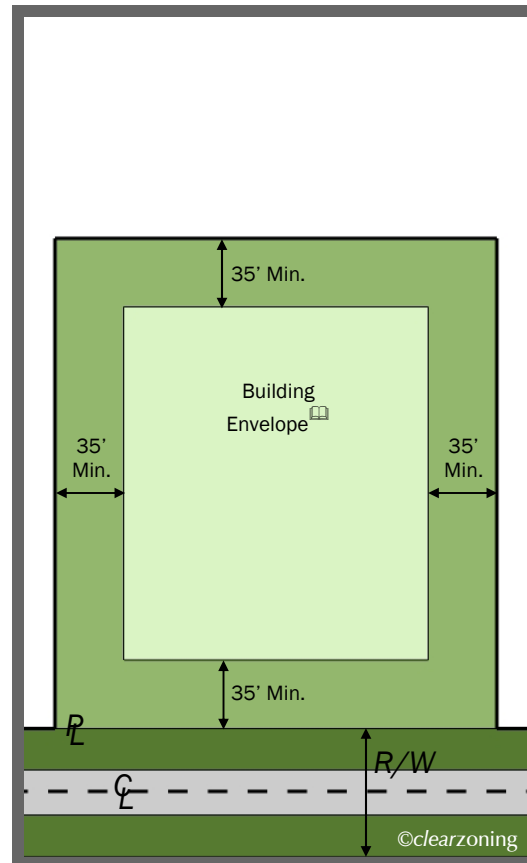 35’ Min.
Building
Envelope
35’
Min.
35’
Min.
35’ Min.
PL
R/W
CL
©clearzoning